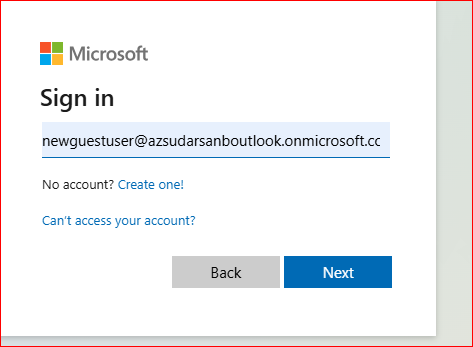 Microsoft
Sign in
newguestuser@azsudarsanboutlook.onmicrosoft.cc
No account? Create one!
Can't access your account?
Back
Next